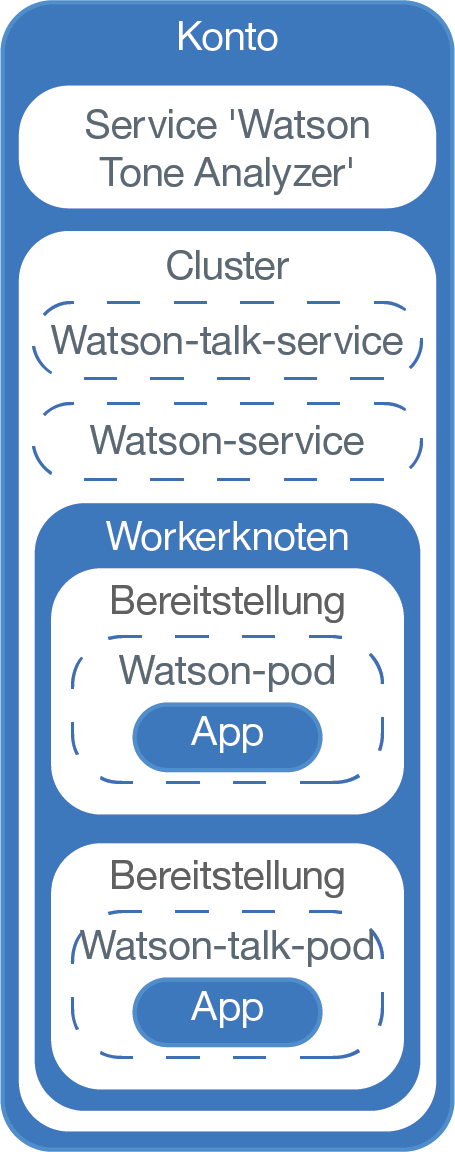 Konto
Service 'Watson
Tone Analyzer'
Cluster
Watson-talk-service
Watson-service
Workerknoten
Bereitstellung
Watson-pod
App
Bereitstellung
Watson-talk-pod
App